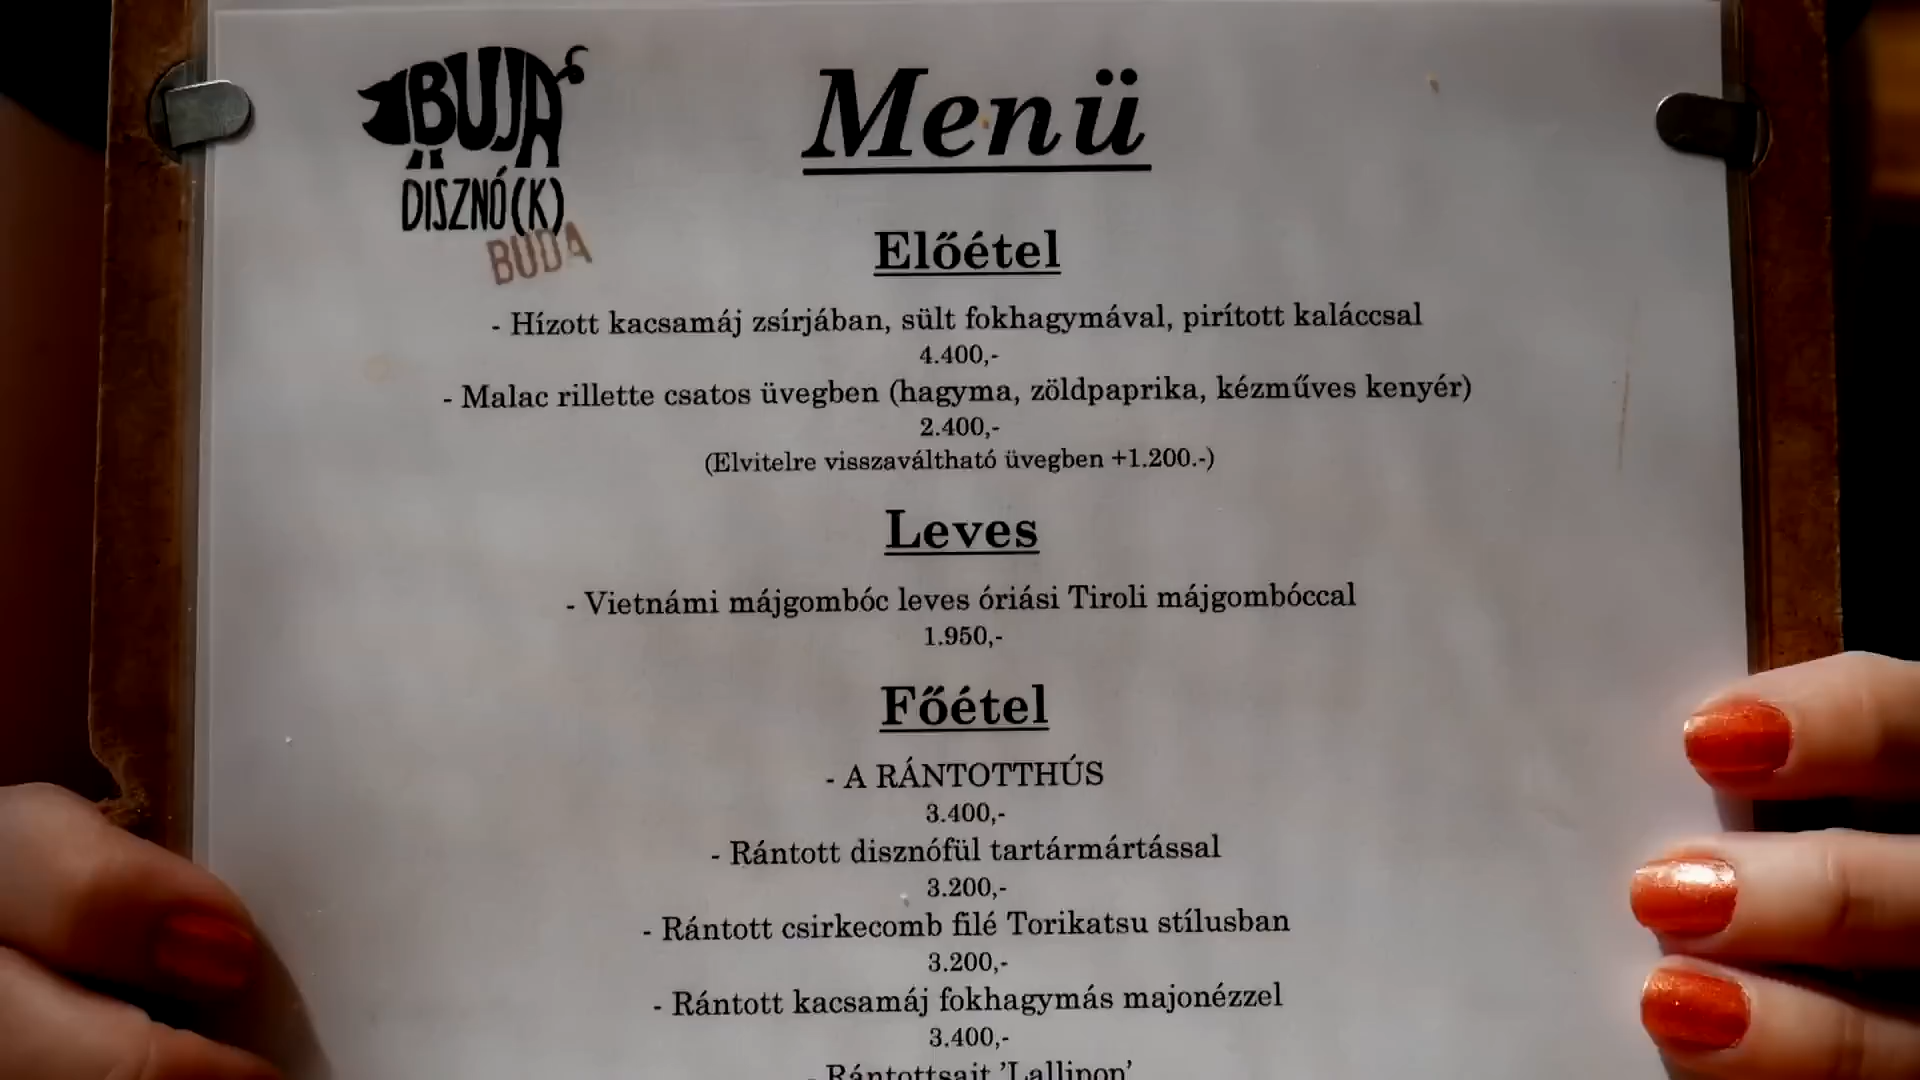 BUJA
DISZNÓ(K)
BUDA
Menü
Előétel
- Hízott kacsamáj zsírjában, sült fokhagymával, pirított kaláccsal
4.400,-
- Malac rillette csatos üvegben (hagyma, zöldpaprika, kézműves kenyér)
2.400,-
(Elvitelre visszaváltható üvegben +1.200.-)
Leves
- Vietnámi májgombóc leves óriási Tiroli májgombóccal
1.950,-
Főétel
- A RÁNTOTTHÚS
3.400,-
- Rántott disznófül tartármártással
3.200,-
- Rántott csirkecomb filé Torikatsu stílusban
3.200,-
- Rántott kacsamáj fokhagymás majonézzel
3.400,-
- Rántottsajt 'Lallipop'